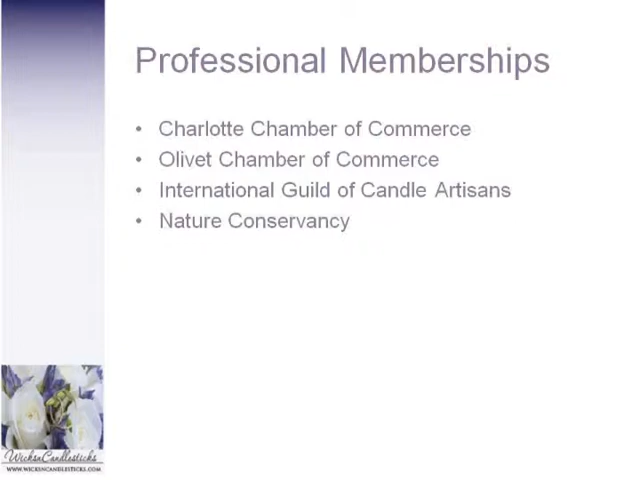 Professional Memberships
• Charlotte Chamber of Commerce
• Olivet Chamber of Commerce
• International Guild of Candle Artisans
• Nature Conservancy
WicksnCandlesticks
WWW.WICKSNCANDLESTICKS.COM